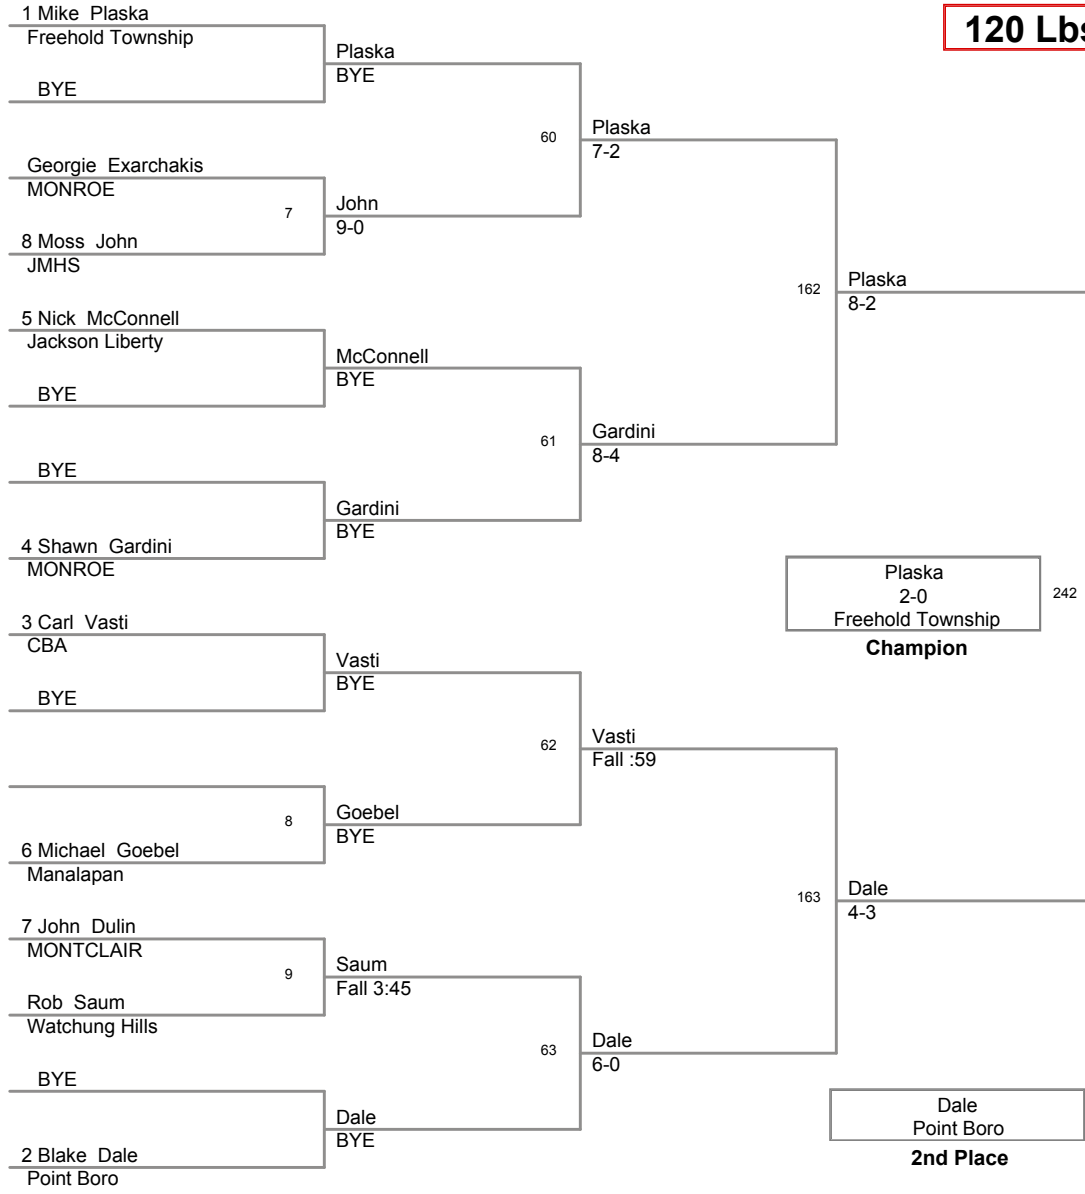 120 Lbs
1 Mike Plaska
Freehold Township
BYE
Georgie Exarchakis
MONROE
7
8 Moss John
JMHS
5 Nick McConnell
Jackson Liberty
BYE
BYE
4 Shawn Gardini
MONROE
3 Carl Vasti
CBA
BYE
8
6 Michael Goebel
Manalapan
7 John Dulin
MONTCLAIR
9
Rob Saum
Watchung Hills
BYE
2 Blake Dale
Point Boro
Plaska
BYE
60
John
9-0
McConnell
BYE
61
Gardini
BYE
Vasti
BYE
62
Goebel
BYE
Saum
Fall 3:45
63
Dale
BYE
Plaska
7-2
162
Gardini
8-4
Vasti
Fall :59
163
Dale
6-0
Plaska
8-2
Dale
4-3
Plaska
2-0
Freehold Township
242
Champion
Dale
Point Boro
2nd Place